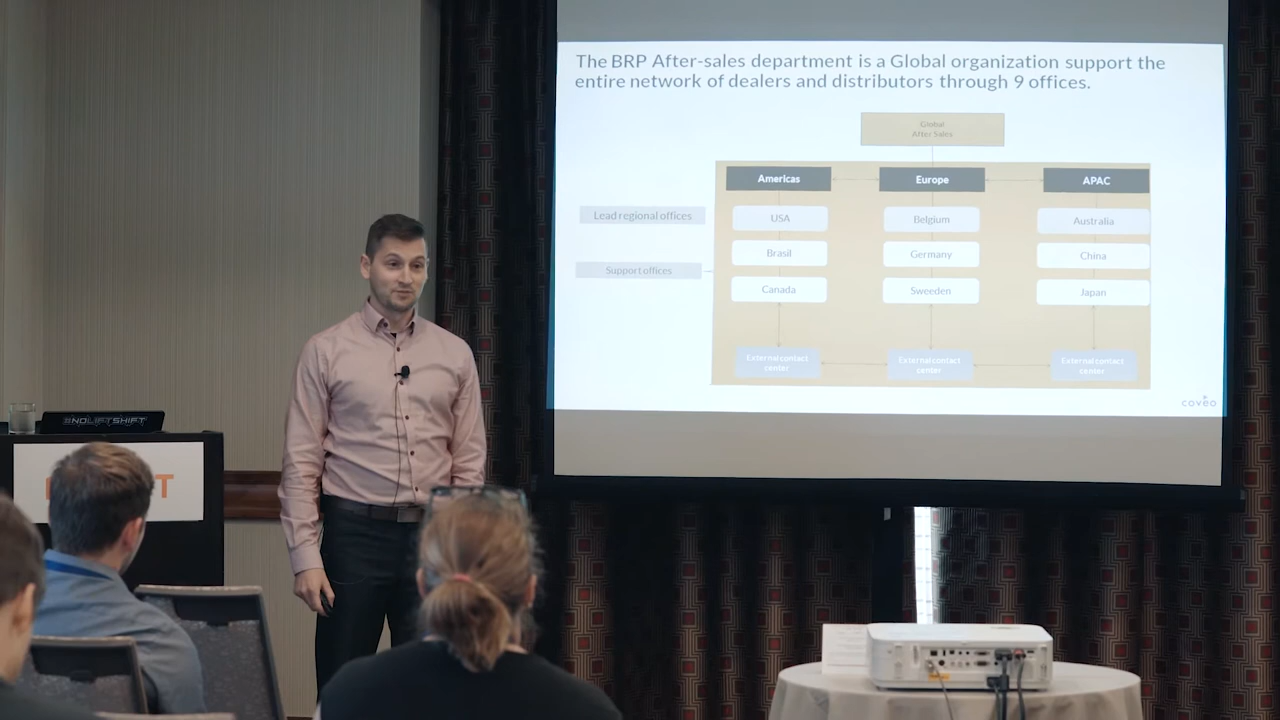 The BRP After-sales department is a Global organization support the
entire network of dealers and distributors through 9 offices.
Global
After Sales
Americas
Europe
APAC
Lead regional offices
USA
Belgium
Australia
Support offices
Brasil
Germany
China
Canada
Sweeden
Japan
External contact
center
External contact
center
External contact
center
coveo
#NOLIFTSHIFT
T